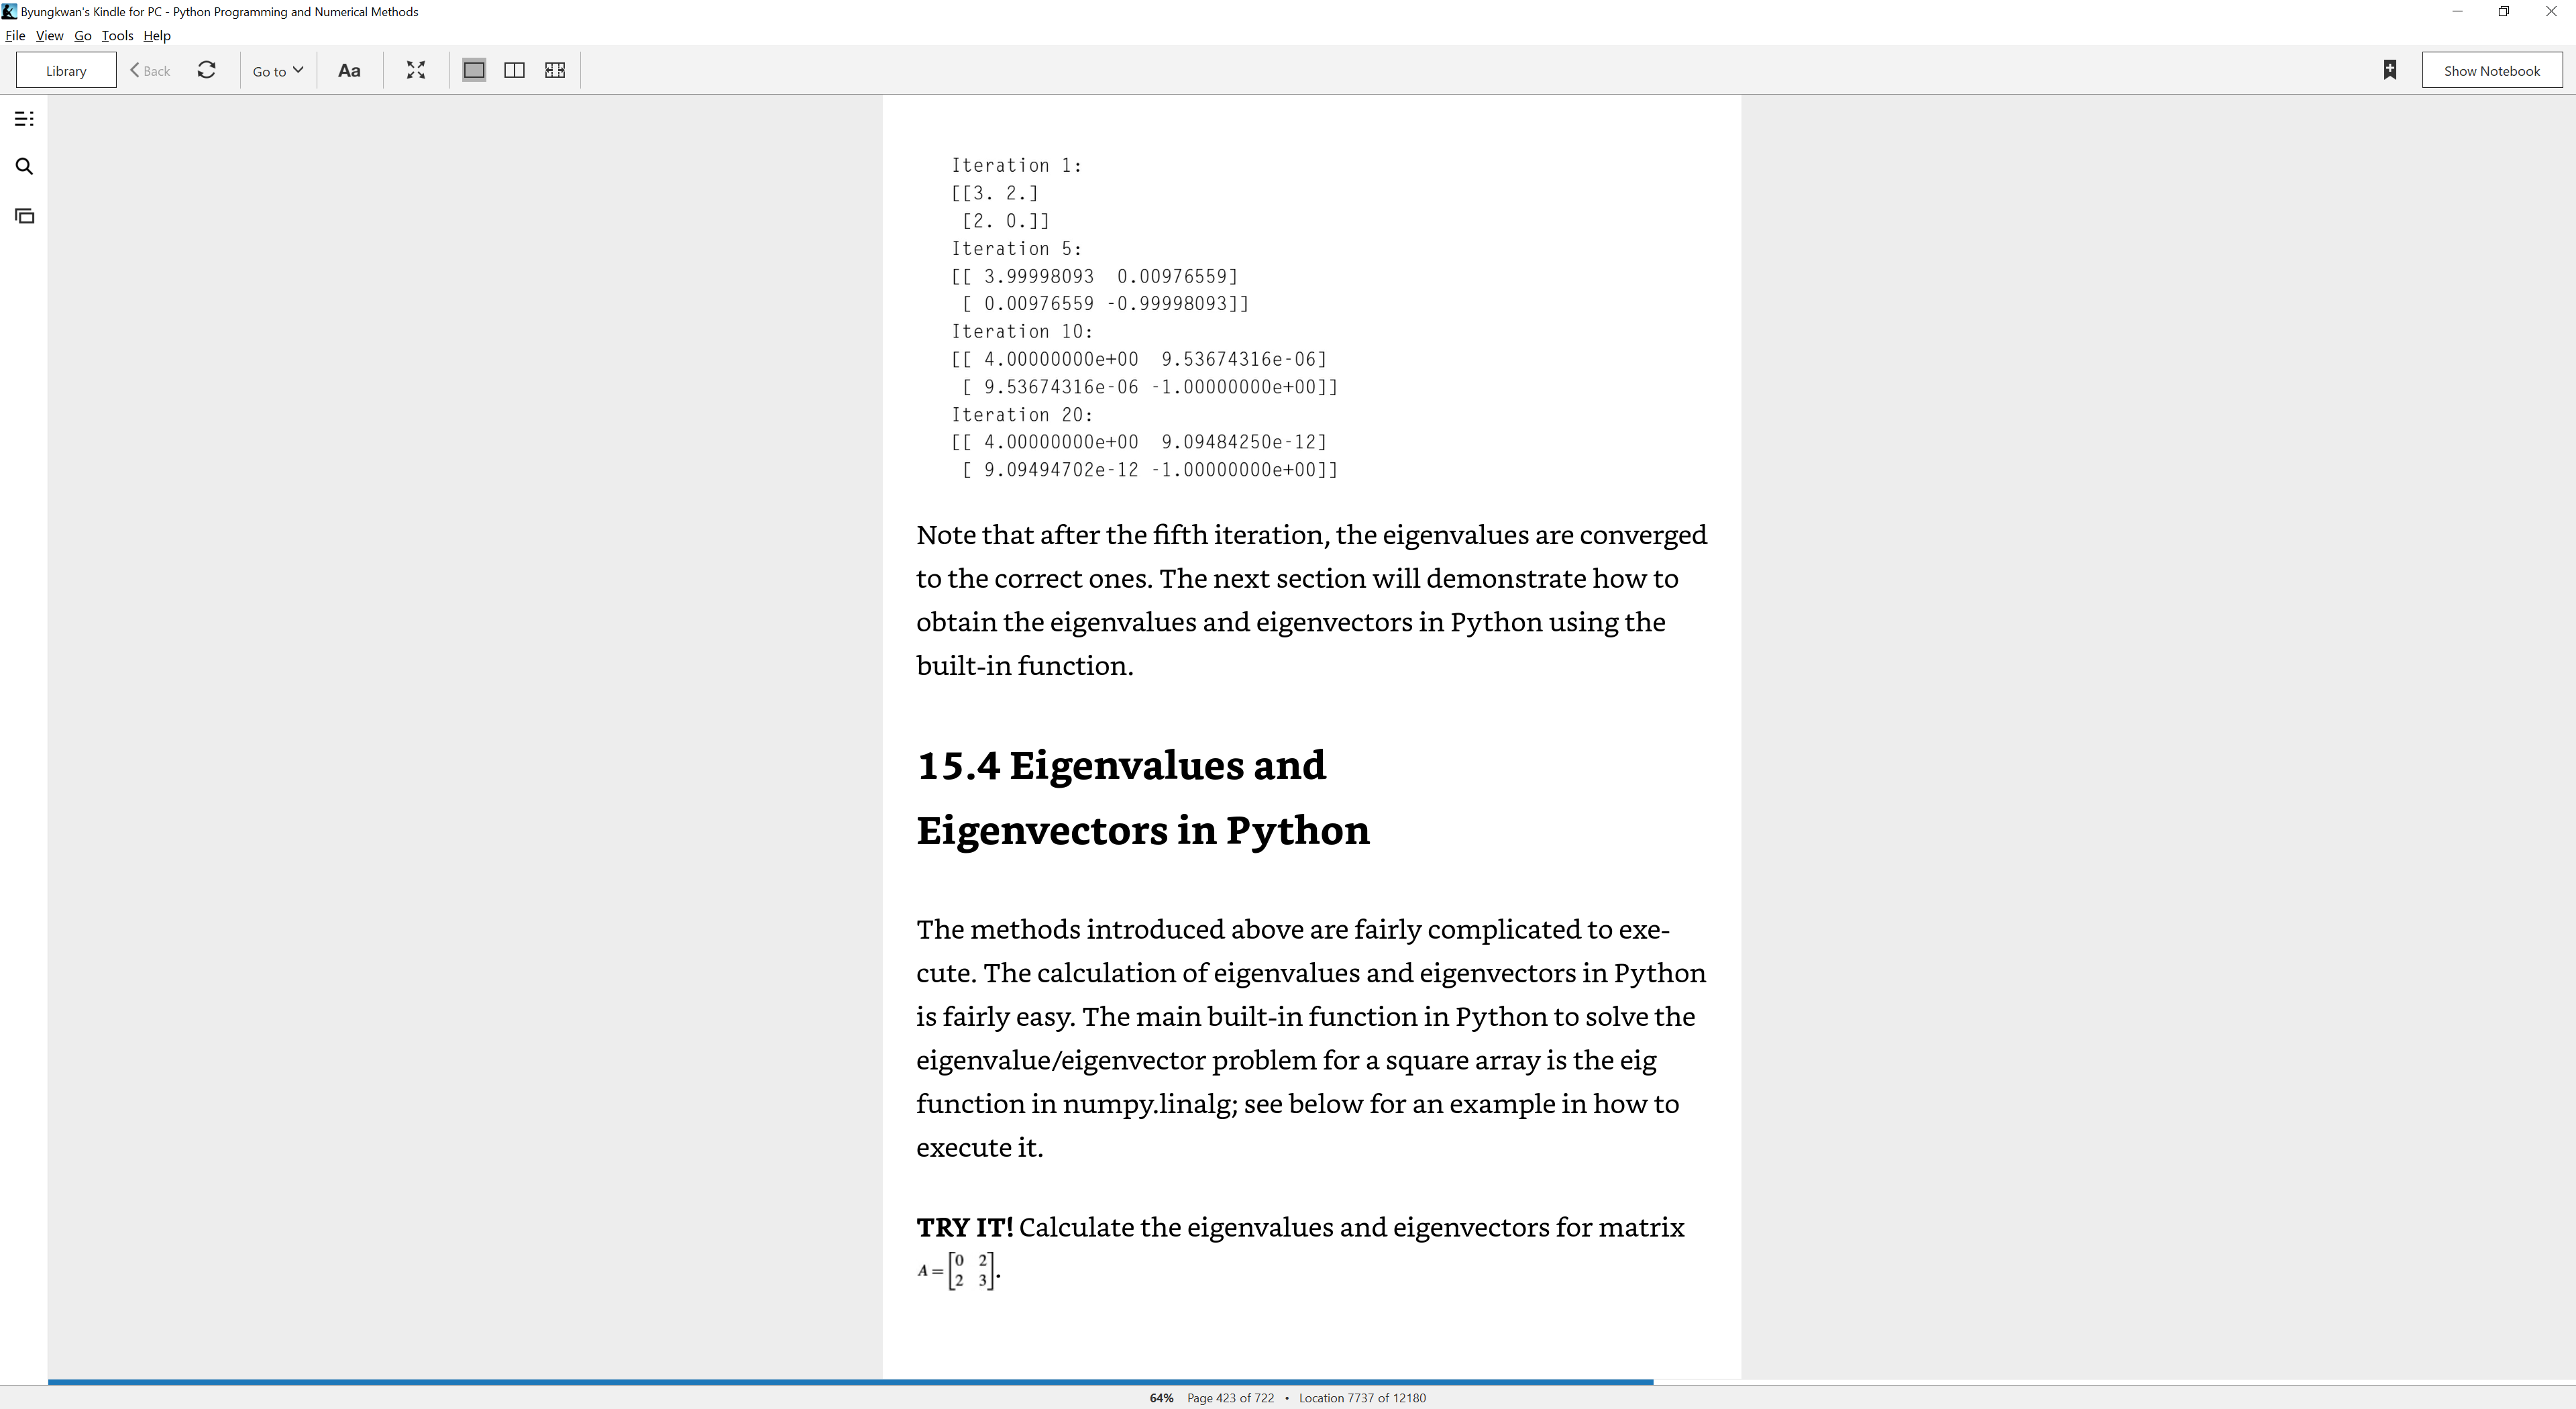 Byungkwan's Kindle for PC - Python Programming and Numerical Methods
File View Go Tools Help
Library Back Go to Aa Show Notebook
Iteration 1:
[[3. 2.]
[2. 0.]]
Iteration 5:
[[ 3.99998093 0.00976559]
[ 0.00976559 -0.99998093]]
Iteration 10:
[[ 4.00000000e+00 9.53674316e-06]
[ 9.53674316e-06 -1.00000000e+00]]
Iteration 20:
[[ 4.00000000e+00 9.09484250e-12]
[ 9.09494702e-12 -1.00000000e+00]]
Note that after the fifth iteration, the eigenvalues are converged
to the correct ones. The next section will demonstrate how to
obtain the eigenvalues and eigenvectors in Python using the
built-in function.
15.4 Eigenvalues and
Eigenvectors in Python
The methods introduced above are fairly complicated to exe-
cute. The calculation of eigenvalues and eigenvectors in Python
is fairly easy. The main built-in function in Python to solve the
eigenvalue/eigenvector problem for a square array is the eig
function in numpy.linalg; see below for an example in how to
execute it.
TRY IT! Calculate the eigenvalues and eigenvectors for matrix
A = [0 2
2 3].
64% Page 423 of 722 • Location 7737 of 12180